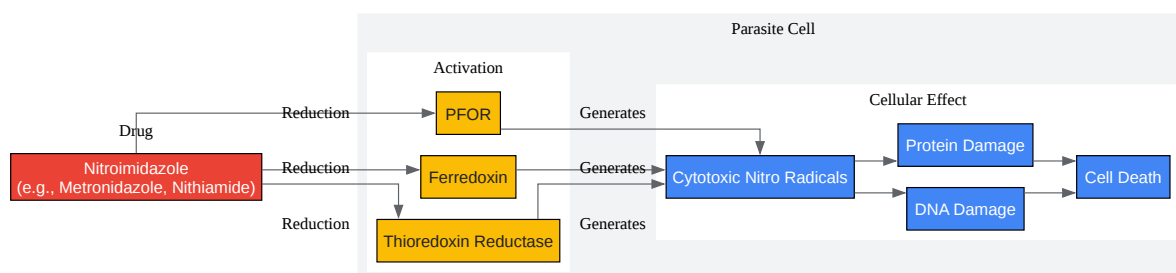 Parasite Cell
Activation
Cellular Effect
Drug
Reduction
PFOR
Generates
Nitroimidazole
(e.g., Metronidazole, Nithiamide)
Reduction
Ferredoxin
Generates
Cytotoxic Nitro Radicals
Protein Damage
DNA Damage
Cell Death
Reduction
Thioredoxin Reductase
Generates